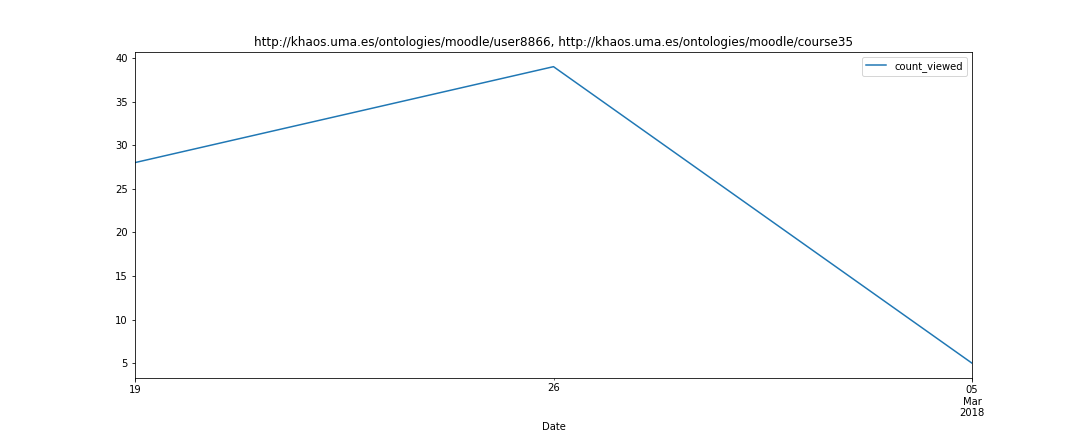 http://khaos.uma.es/ontologies/moodle/user8866, http://khaos.uma.es/ontologies/moodle/course35
count_viewed
40
35
30
25
20
15
10
5
19 26 05
Mar
2018
Date